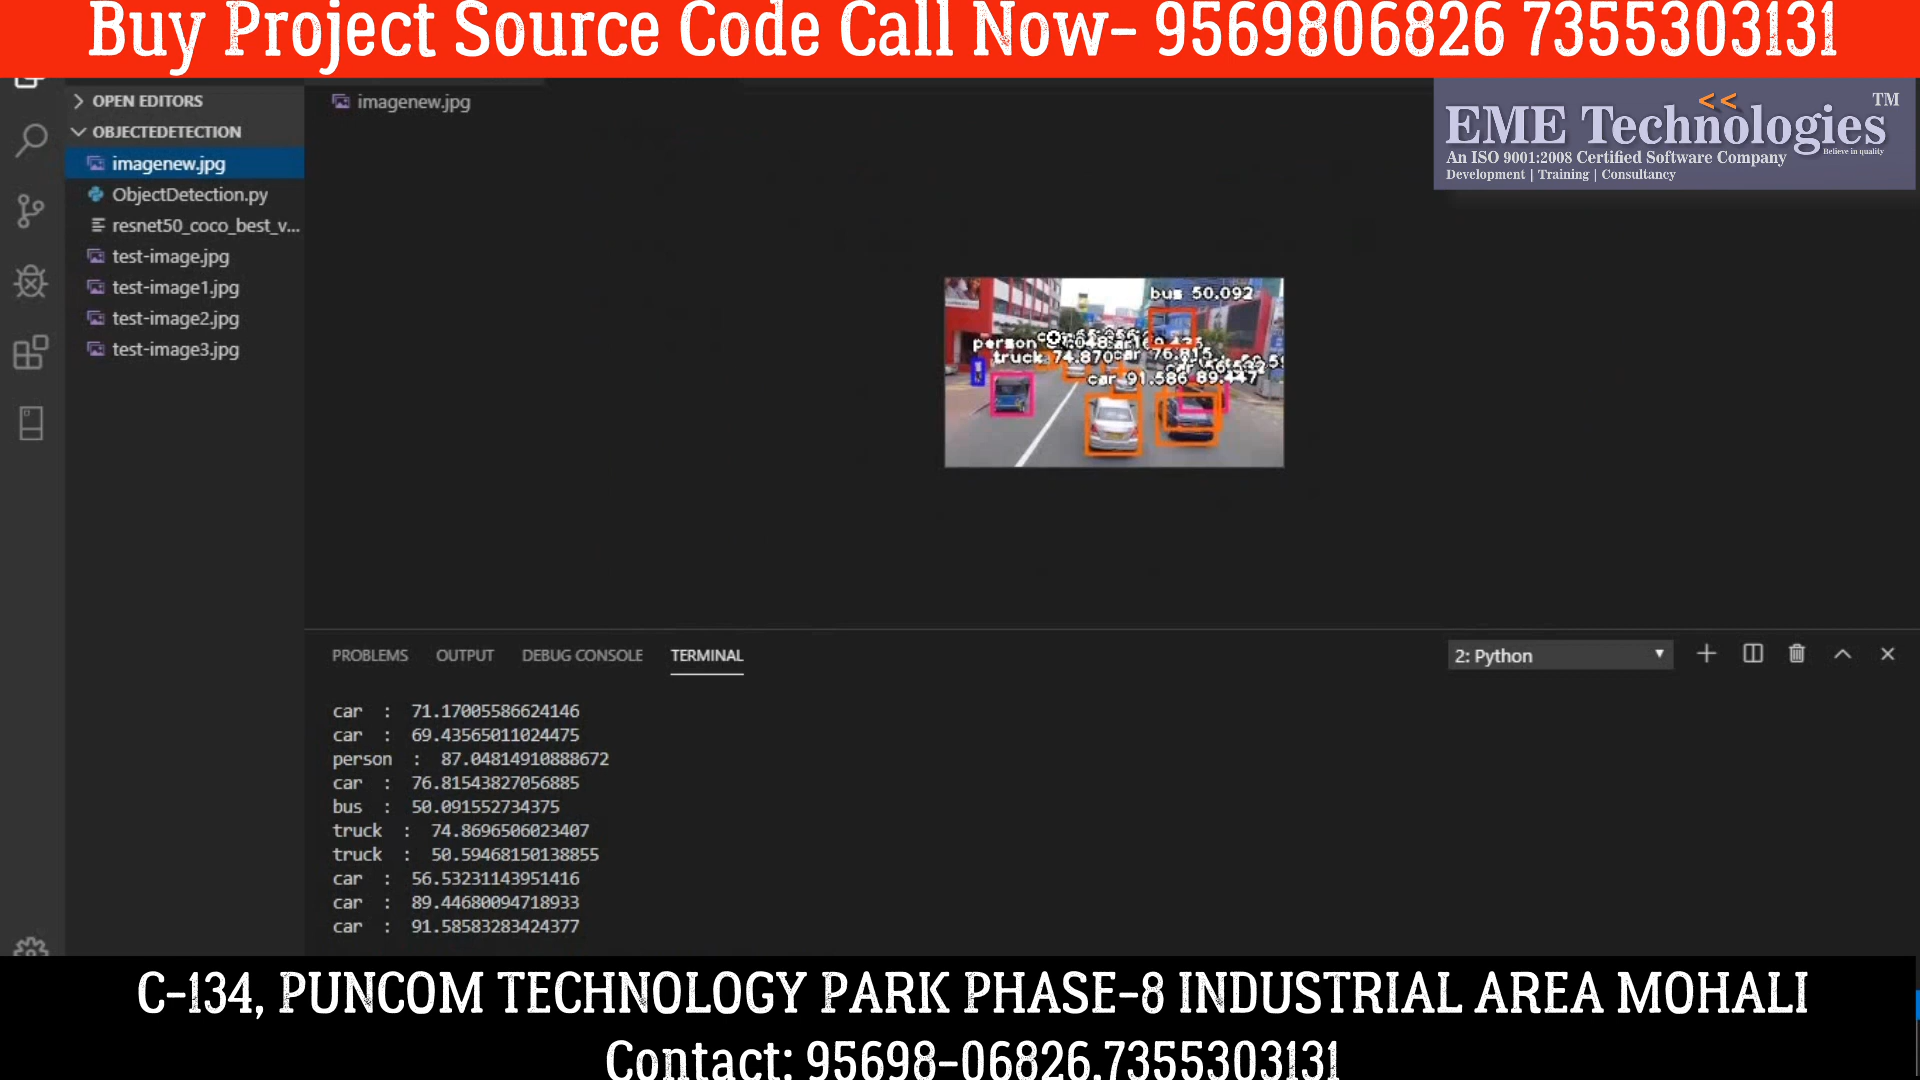 Buy Project Source Code Call Now- 9569806826 7355303131
OPEN EDITORS
OBJECTEDETECTION
imagenew.jpg
ObjectDetection.py
resnet50_coco_best_v...
test-image.jpg
test-image1.jpg
test-image2.jpg
test-image3.jpg
imagenew.jpg
<< TM
EME Technologies
Believe in quality
An ISO 9001:2008 Certified Software Company
Development | Training | Consultancy
bus 50.092
person
truck 74.870 car 76.815
car 91.586 89.447
PROBLEMS OUTPUT DEBUG CONSOLE TERMINAL
2: Python
car : 71.17005586624146
car : 69.43565011024475
person : 87.04814910888672
car : 76.81543827056885
bus : 50.091552734375
truck : 74.8696506023407
truck : 50.59468150138855
car : 56.53231143951416
car : 89.44680094718933
car : 91.58583283424377
C-134, PUNCOM TECHNOLOGY PARK PHASE-8 INDUSTRIAL AREA MOHALI
Contact: 95698-06826,7355303131